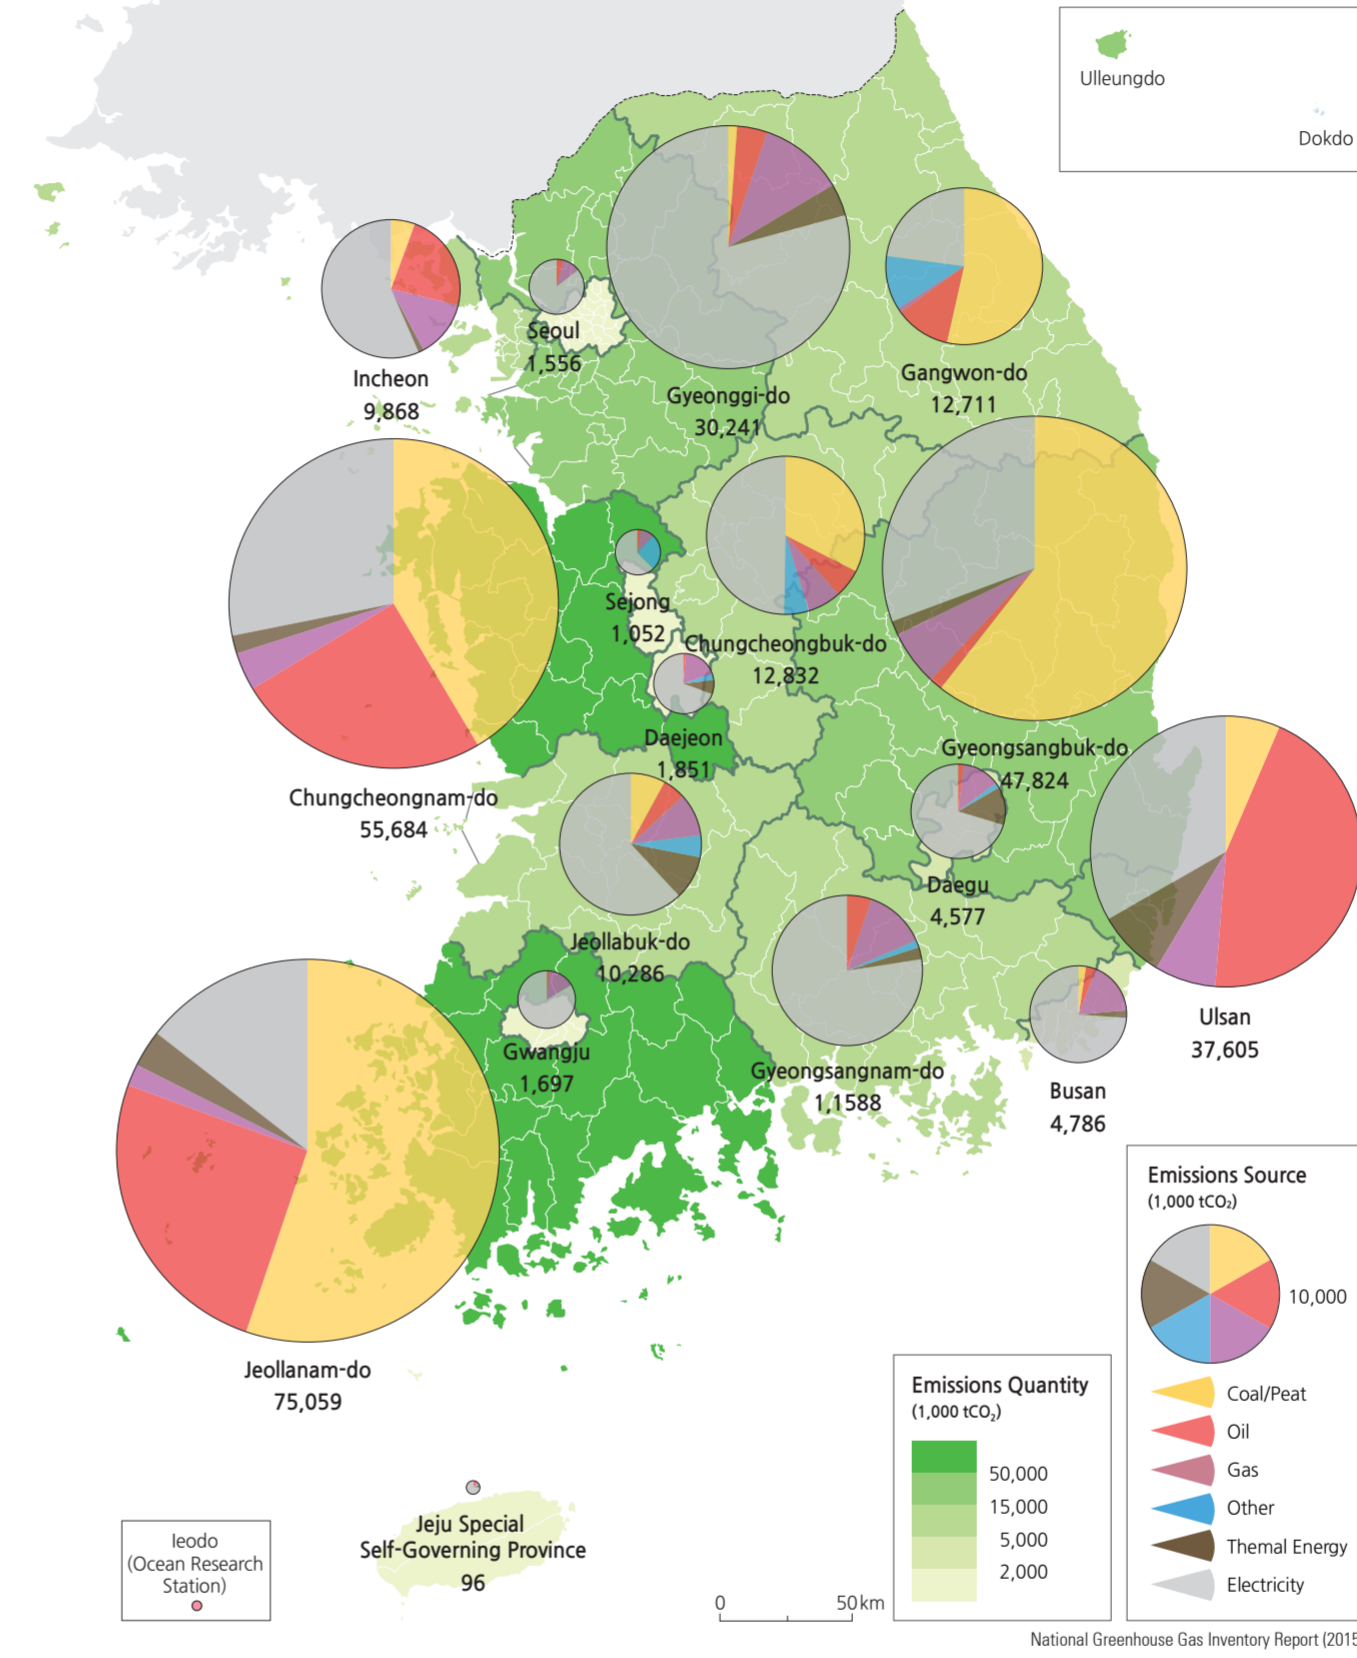 Ulleungdo
Dokdo
Seoul
1,556
Incheon
9,868
Gyeonggi-do
30,241
Gangwon-do
12,711
Sejong
1,052
Chungcheongbuk-do
12,832
Daejeon
1,851
Gyeongsangbuk-do
47,824
Chungcheongnam-do
55,684
Daegu
4,577
Jeollabuk-do
10,286
Gwangju
1,697
Gyeongsangnam-do
1,1588
Busan
4,786
Ulsan
37,605
Jeollanam-do
75,059
Jeju Special
Self-Governing Province
96
Ieodo
(Ocean Research
Station)
0 50 km
Emissions Quantity
(1,000 tCO₂)
50,000
15,000
5,000
2,000
Emissions Source
(1,000 tCO₂)
10,000
Coal/Peat
Oil
Gas
Other
Themal Energy
Electricity
National Greenhouse Gas Inventory Report (2015